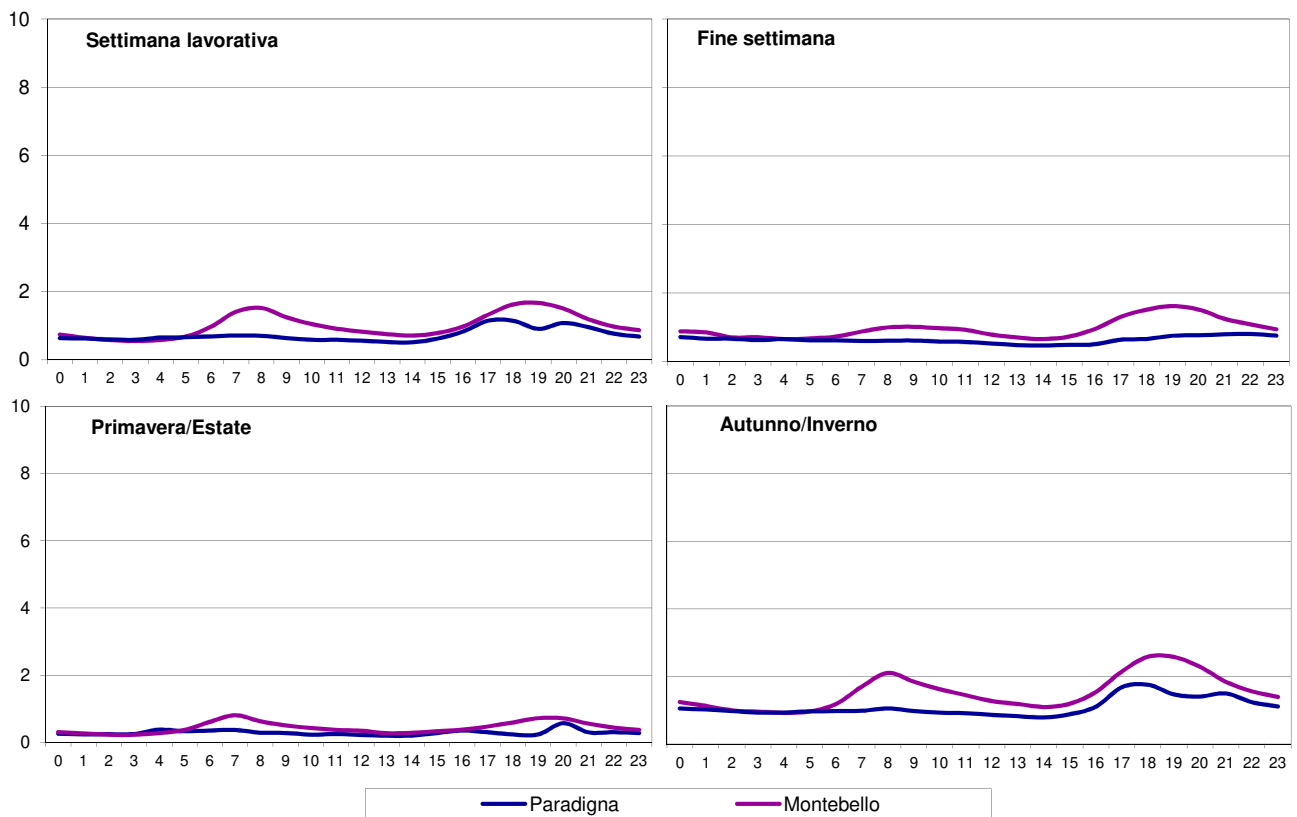 Settimana lavorativa
10
8
6
4
2
0
0 1 2 3 4 5 6 7 8 9 10 11 12 13 14 15 16 17 18 19 20 21 22 23
Fine settimana
0 1 2 3 4 5 6 7 8 9 10 11 12 13 14 15 16 17 18 19 20 21 22 23
Primavera/Estate
10
8
6
4
2
0
0 1 2 3 4 5 6 7 8 9 10 11 12 13 14 15 16 17 18 19 20 21 22 23
Autunno/Inverno
0 1 2 3 4 5 6 7 8 9 10 11 12 13 14 15 16 17 18 19 20 21 22 23
Paradigna Montebello